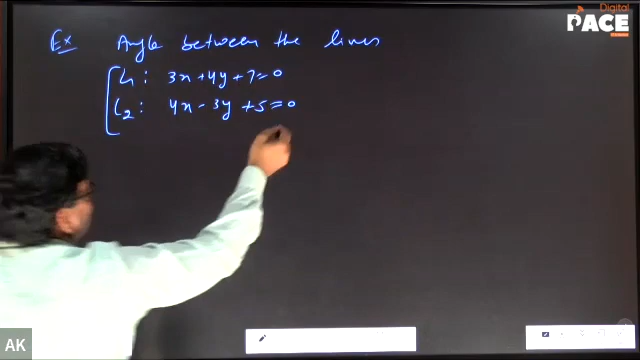 Digital
PACE
Ex Angle between the lines
L1: 3x+4y+7=0
L2: 4x-3y+5=0
AK